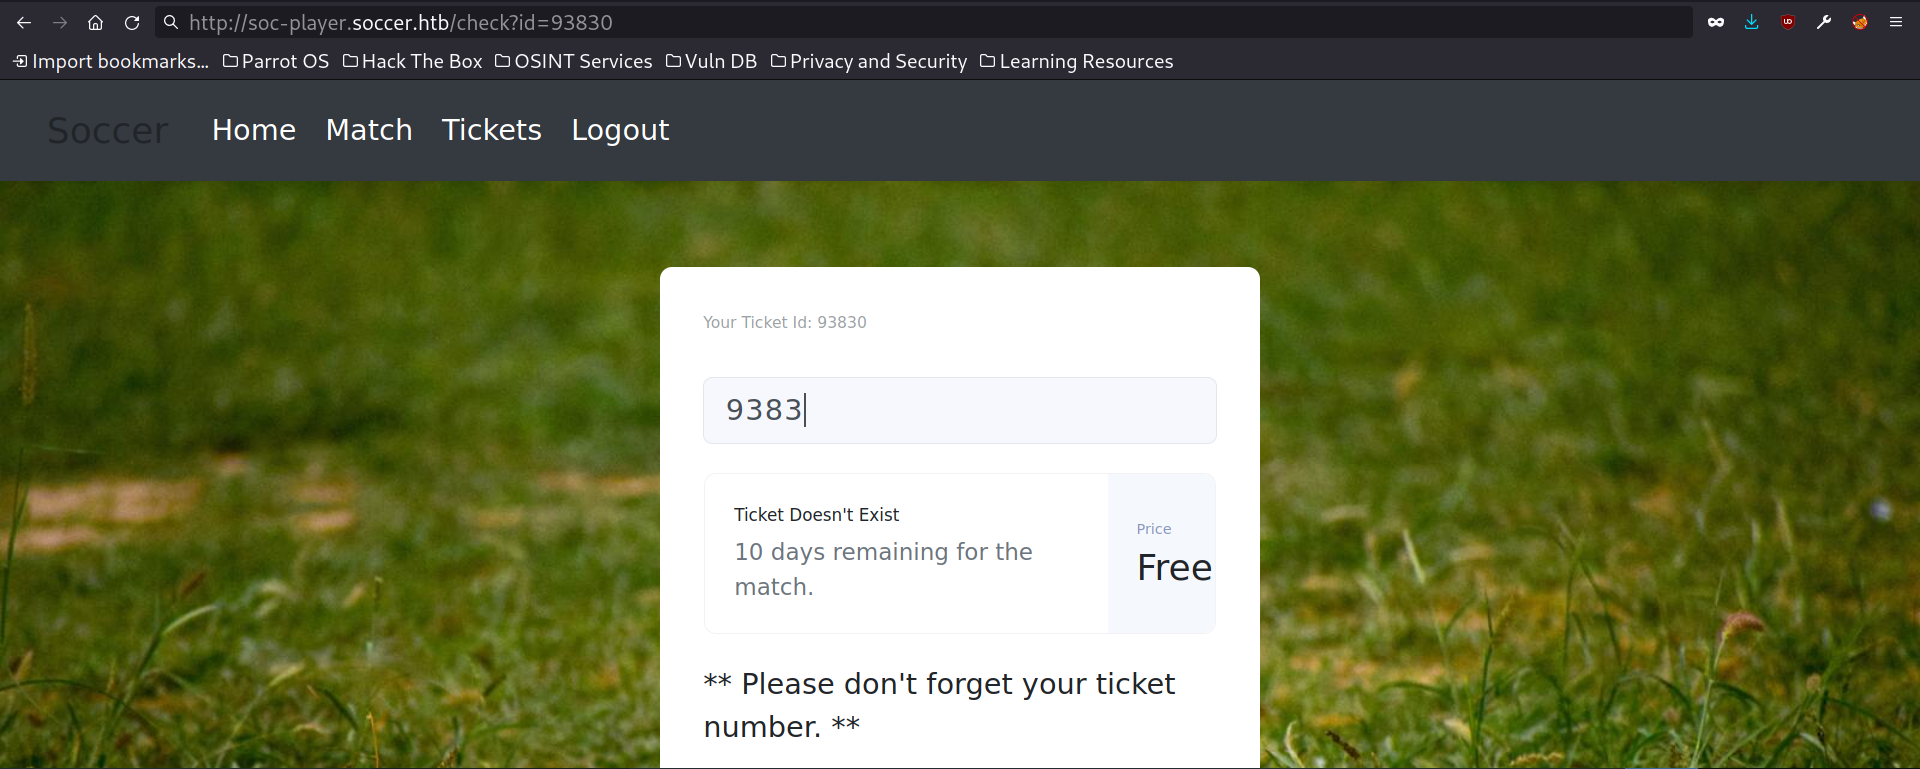 http://soc-player.soccer.htb/check?id=93830
Import bookmarks... Parrot OS Hack The Box OSINT Services Vuln DB Privacy and Security Learning Resources
Soccer Home Match Tickets Logout
Your Ticket Id: 93830
9383
Ticket Doesn't Exist
10 days remaining for the
match.
Price
Free
** Please don't forget your ticket
number. **